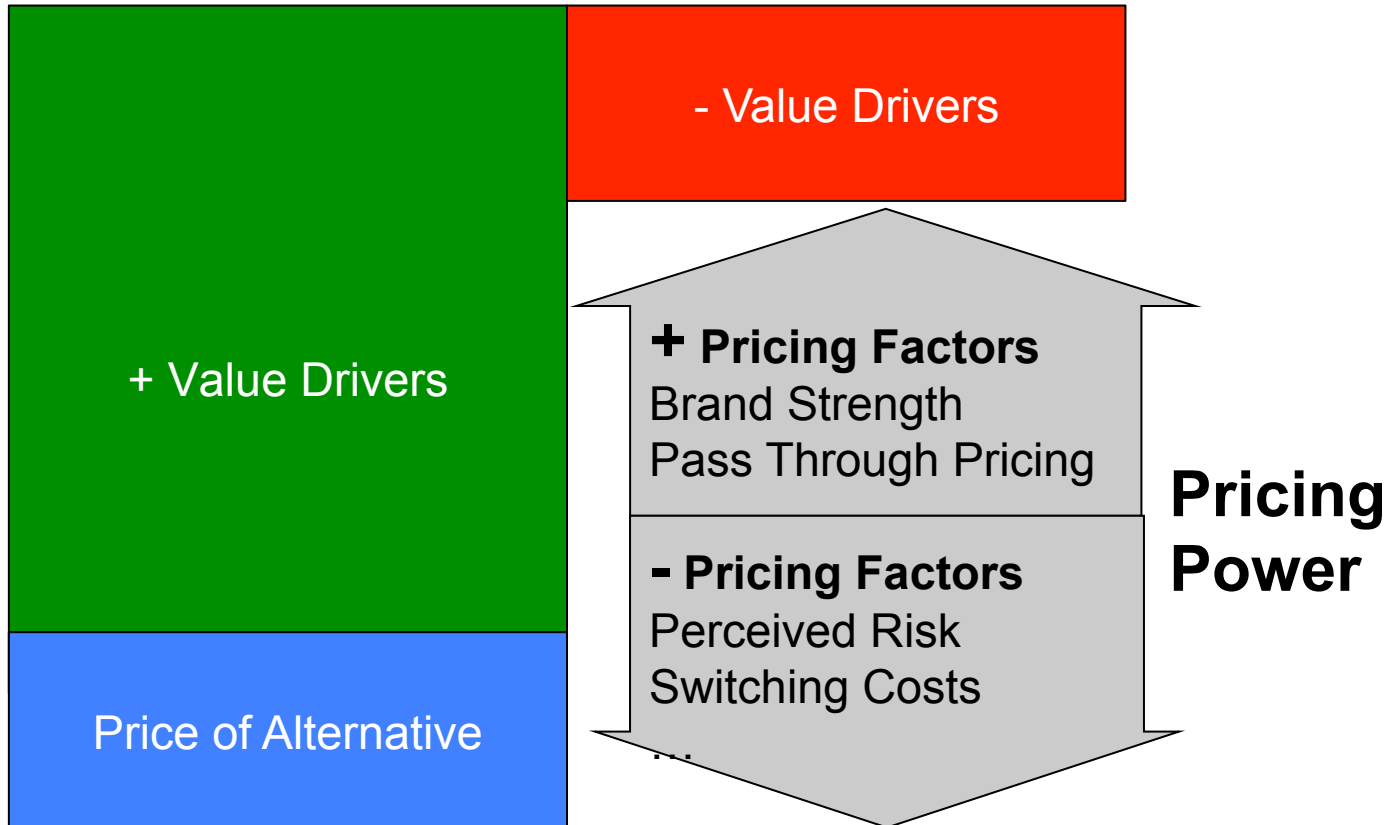 - Value Drivers
+ Value Drivers
+ Pricing Factors
Brand Strength
Pass Through Pricing
- Pricing Factors
Perceived Risk
Switching Costs
...
Pricing
Power
Price of Alternative